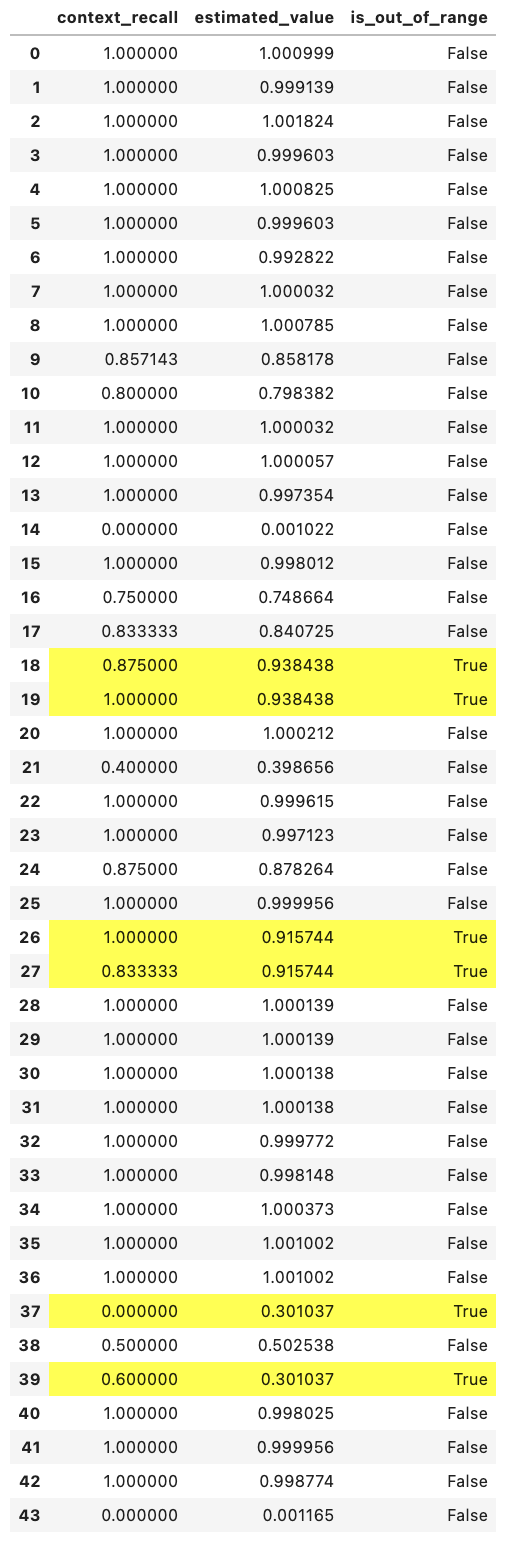 context_recall estimated_value is_out_of_range
0 1.000000 1.000999 False
1 1.000000 0.999139 False
2 1.000000 1.001824 False
3 1.000000 0.999603 False
4 1.000000 1.000825 False
5 1.000000 0.999603 False
6 1.000000 0.992822 False
7 1.000000 1.000032 False
8 1.000000 1.000785 False
9 0.857143 0.858178 False
10 0.800000 0.798382 False
11 1.000000 1.000032 False
12 1.000000 1.000057 False
13 1.000000 0.997354 False
14 0.000000 0.001022 False
15 1.000000 0.998012 False
16 0.750000 0.748664 False
17 0.833333 0.840725 False
18 0.875000 0.938438 True
19 1.000000 0.938438 True
20 1.000000 1.000212 False
21 0.400000 0.398656 False
22 1.000000 0.999615 False
23 1.000000 0.997123 False
24 0.875000 0.878264 False
25 1.000000 0.999956 False
26 1.000000 0.915744 True
27 0.833333 0.915744 True
28 1.000000 1.000139 False
29 1.000000 1.000139 False
30 1.000000 1.000138 False
31 1.000000 1.000138 False
32 1.000000 0.999772 False
33 1.000000 0.998148 False
34 1.000000 1.000373 False
35 1.000000 1.001002 False
36 1.000000 1.001002 False
37 0.000000 0.301037 True
38 0.500000 0.502538 False
39 0.600000 0.301037 True
40 1.000000 0.998025 False
41 1.000000 0.999956 False
42 1.000000 0.998774 False
43 0.000000 0.001165 False